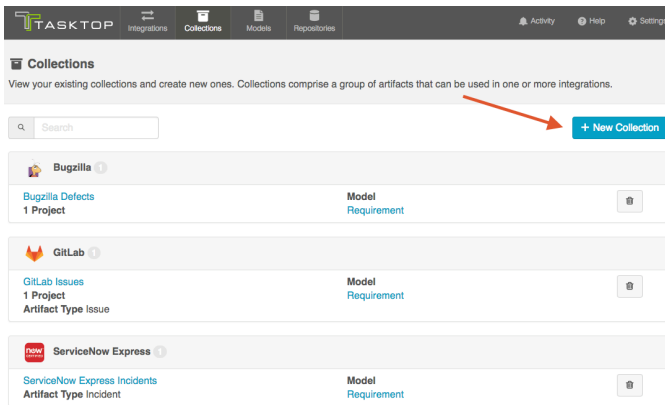 TASKTOP
Integrations
Collections
Models
Repositories
Activity
Help
Settings
Collections
View your existing collections and create new ones. Collections comprise a group of artifacts that can be used in one or more integrations.
Search
+ New Collection
Bugzilla 1
Bugzilla Defects
1 Project
Model
Requirement
GitLab 1
GitLab Issues
1 Project
Artifact Type Issue
Model
Requirement
now
ServiceNow Express 1
ServiceNow Express Incidents
Artifact Type Incident
Model
Requirement